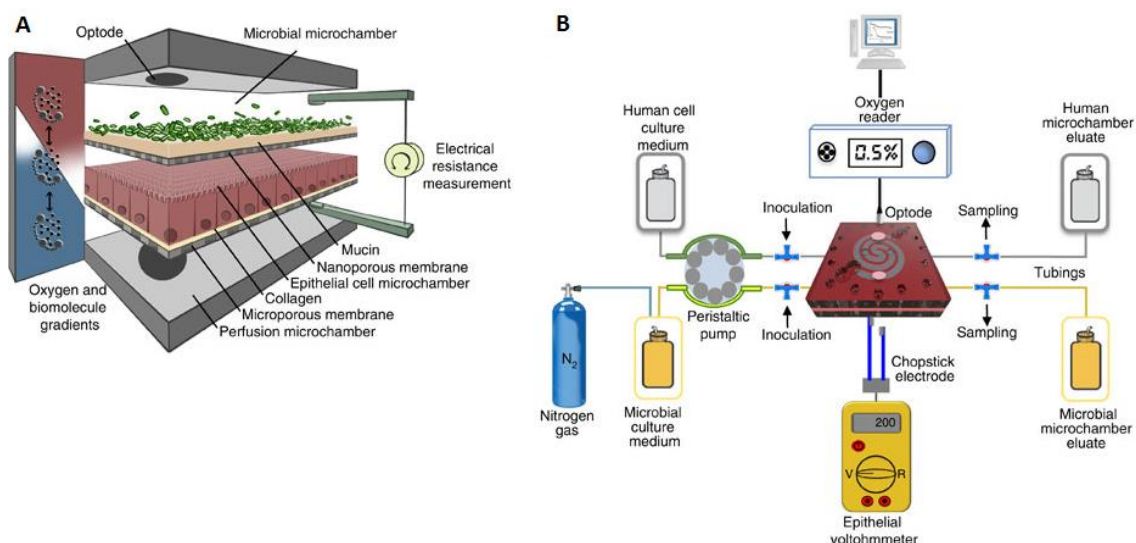 A
Optode
Microbial microchamber
Electrical
resistance
measurement
Mucin
Nanoporous membrane
Epithelial cell microchamber
Collagen
Microporous membrane
Perfusion microchamber
Oxygen and
biomolecule
gradients
B
Oxygen
reader
0.5%
Human cell
culture
medium
Human
microchamber
eluate
Inoculation
Optode
Sampling
Tubings
Peristaltic
pump
Inoculation
Sampling
N2
Nitrogen
gas
Microbial
culture
medium
Chopstick
electrode
200
V
R
Epithelial
voltohmmeter
Microbial
microchamber
eluate